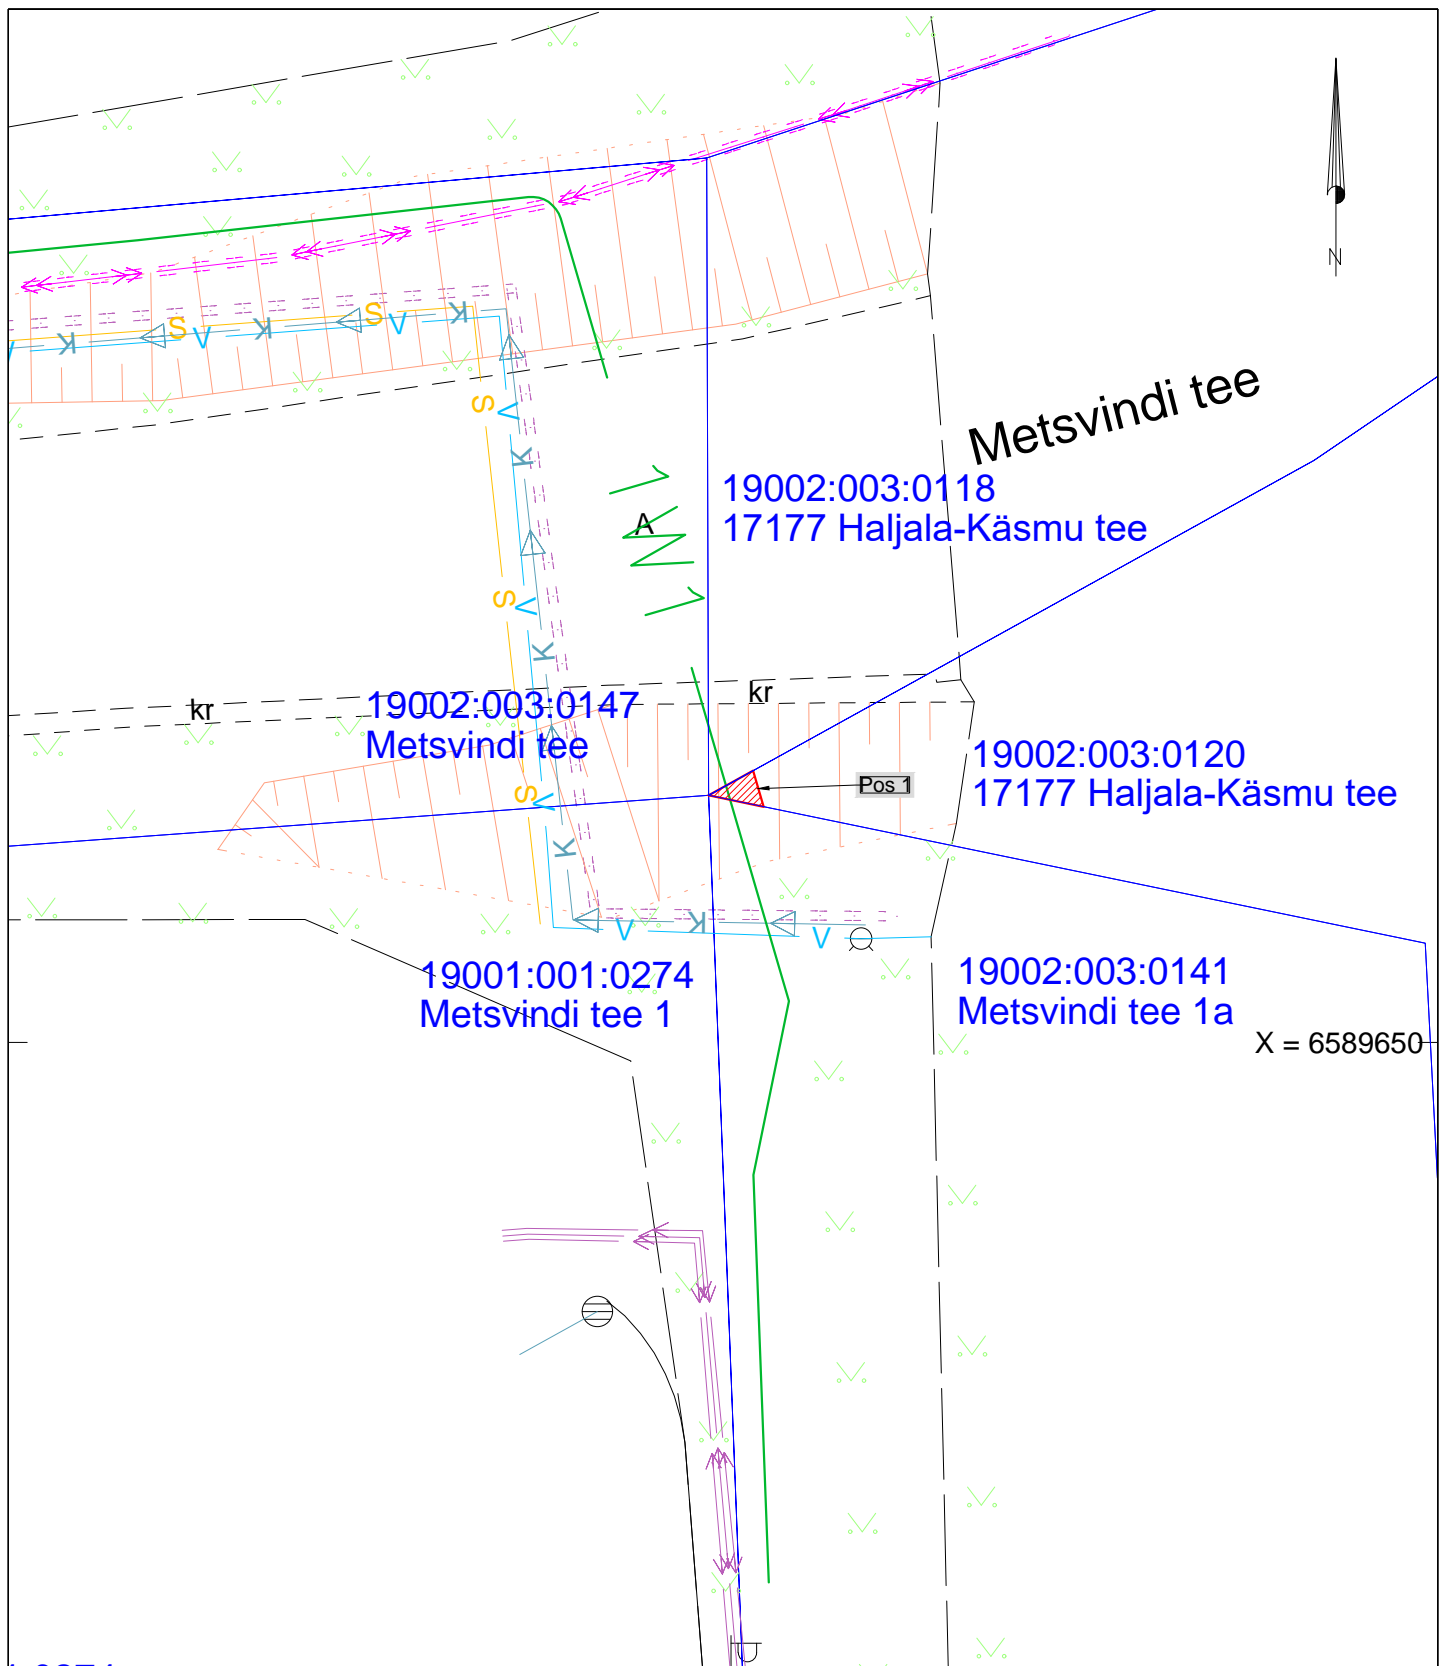 N
S
V
K
S
V
K
K
V
Metsvindi tee
S
V
K
19002:003:0118
17177 Haljala-Käsmu tee
A
S
V
K
kr
19002:003:0147
Metsvindi tee
kr
19002:003:0120
17177 Haljala-Käsmu tee
Pos 1
S
V
K
V
K
V
19001:001:0274
Metsvindi tee 1
19002:003:0141
Metsvindi tee 1a
X = 6589650